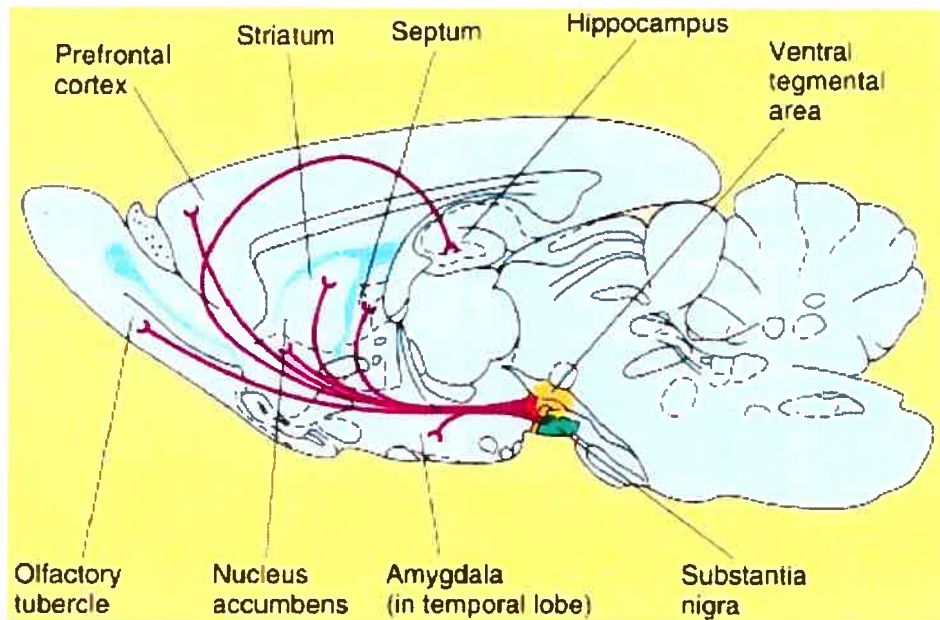 Prefrontal
cortex
Striatum
Septum
Hippocampus
Ventral
tegmental
area
Olfactory
tubercle
Nucleus
accumbens
Amygdala
(in temporal lobe)
Substantia
nigra